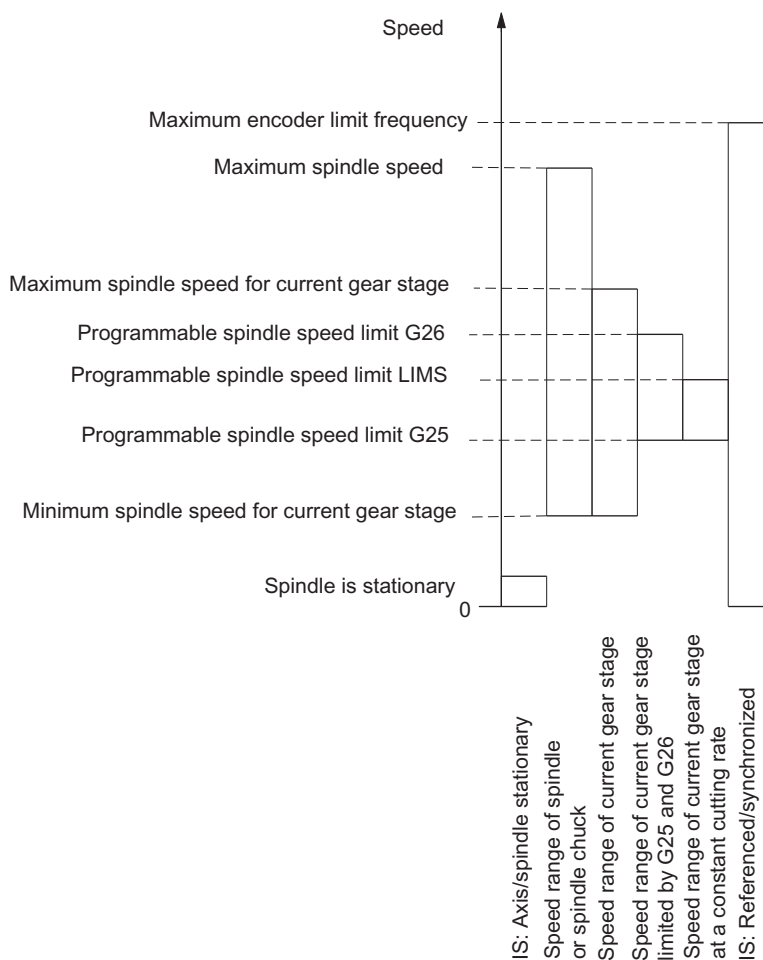 Speed
Maximum encoder limit frequency
Maximum spindle speed
Maximum spindle speed for current gear stage
Programmable spindle speed limit G26
Programmable spindle speed limit LIMS
Programmable spindle speed limit G25
Minimum spindle speed for current gear stage
Spindle is stationary
0
IS: Axis/spindle stationary
Speed range of spindle
or spindle chuck
Speed range of current gear stage
Speed range of current gear stage
limited by G25 and G26
Speed range of current gear stage
at a constant cutting rate
IS: Referenced/synchronized